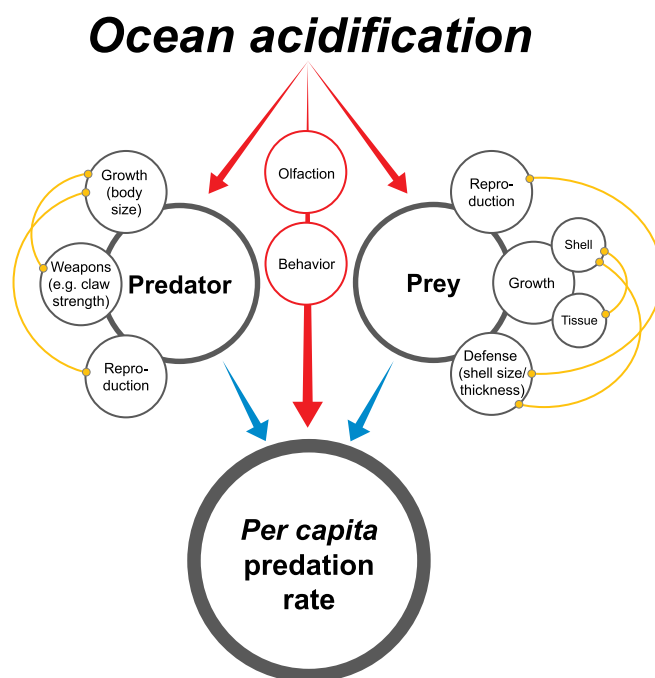 Ocean acidification
Growth
(body
size)
Olfaction
Repro-
duction
Weapons
(e.g. claw
strength)
Predator
Behavior
Prey
Growth
Shell
Tissue
Repro-
duction
Defense
(shell size/
thickness)
Per capita
predation
rate